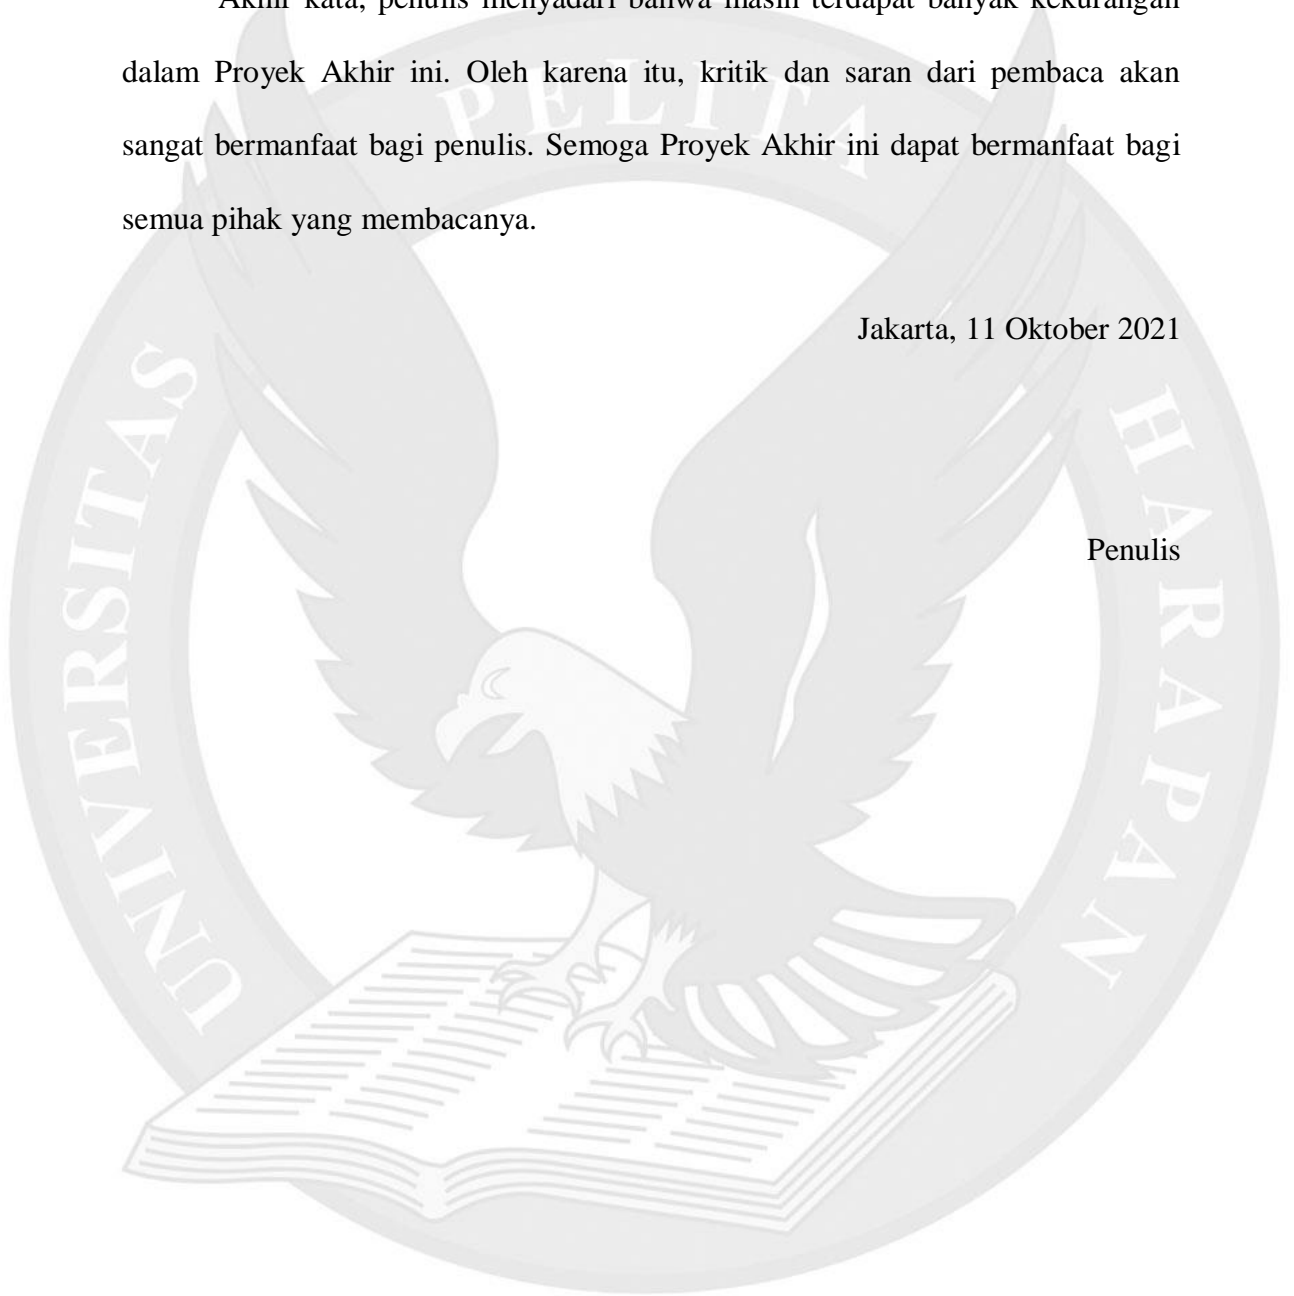 Akhir kata, penulis menyadari bahwa masih terdapat banyak kekurangan
dalam Proyek Akhir ini. Oleh karena itu, kritik dan saran dari pembaca akan
sangat bermanfaat bagi penulis. Semoga Proyek Akhir ini dapat bermanfaat bagi
semua pihak yang membacanya.
Jakarta, 11 Oktober 2021
Penulis
UNIVERSITAS
PELITA
HARAPAN